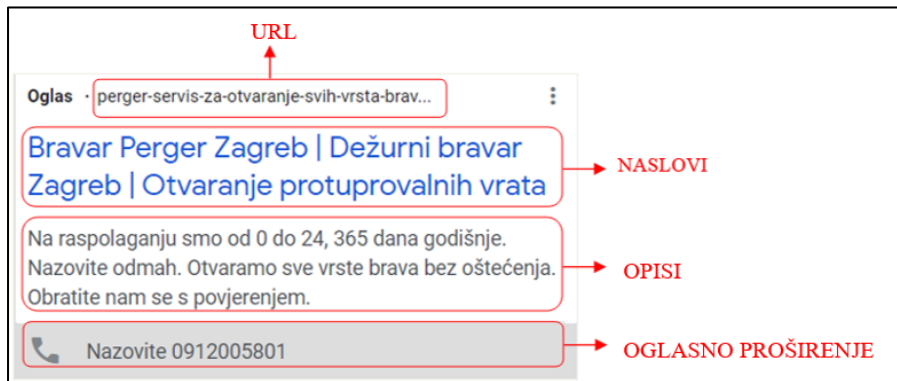 URL
Oglas · perger-servis-za-otvaranje-svih-vrsta-brav...
Bravar Perger Zagreb | Dežurni bravar
Zagreb | Otvaranje protuprovalnih vrata
NASLOVI
Na raspolaganju smo od 0 do 24, 365 dana godišnje.
Nazovite odmah. Otvaramo sve vrste brava bez oštećenja.
Obratite nam se s povjerenjem.
OPISI
Nazovite 0912005801
OGLASNO PROŠIRENJE